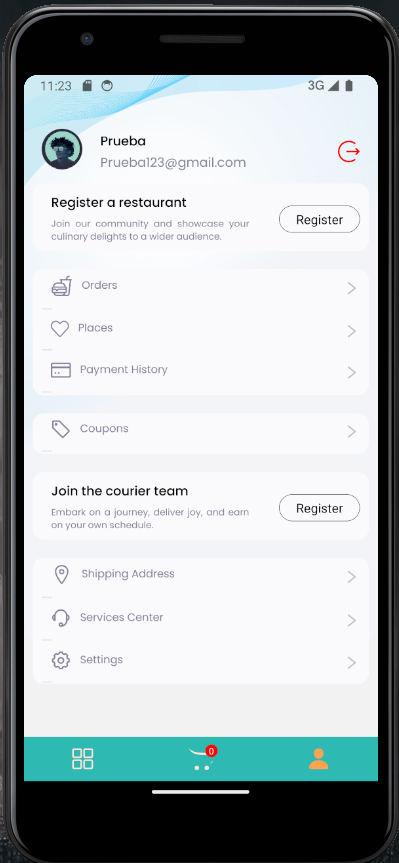 11:23
3G
Prueba
Prueba123@gmail.com
Register a restaurant
Join our community and showcase your
culinary delights to a wider audience.
Register
Orders
Places
Payment History
Coupons
Join the courier team
Embark on a journey, deliver joy, and earn
on your own schedule.
Register
Shipping Address
Services Center
Settings
0